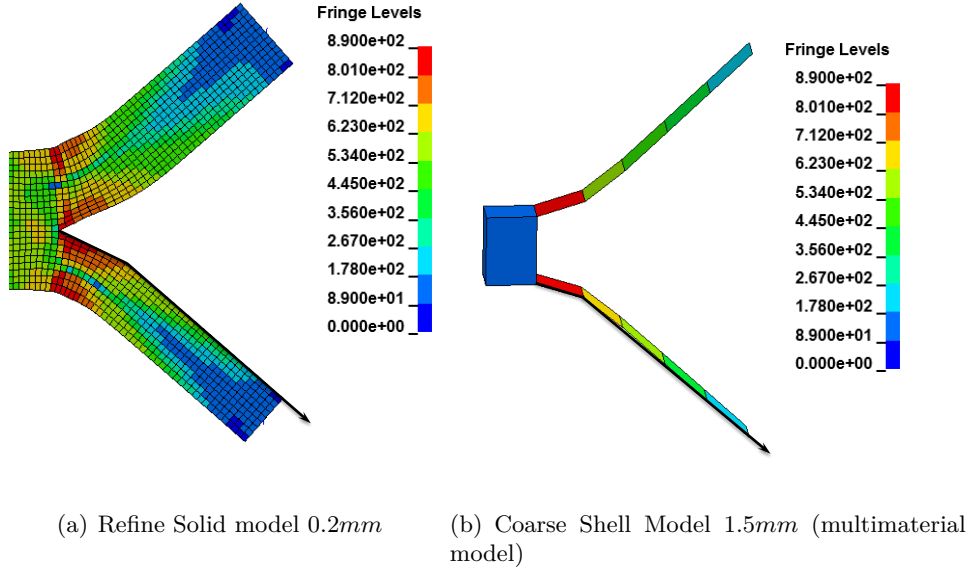 Fringe Levels
8.900e+02
8.010e+02
7.120e+02
6.230e+02
5.340e+02
4.450e+02
3.560e+02
2.670e+02
1.780e+02
8.900e+01
0.000e+00
Fringe Levels
8.900e+02
8.010e+02
7.120e+02
6.230e+02
5.340e+02
4.450e+02
3.560e+02
2.670e+02
1.780e+02
8.900e+01
0.000e+00
(a) Refine Solid model 0.2mm
(b) Coarse Shell Model 1.5mm (multimaterial
model)